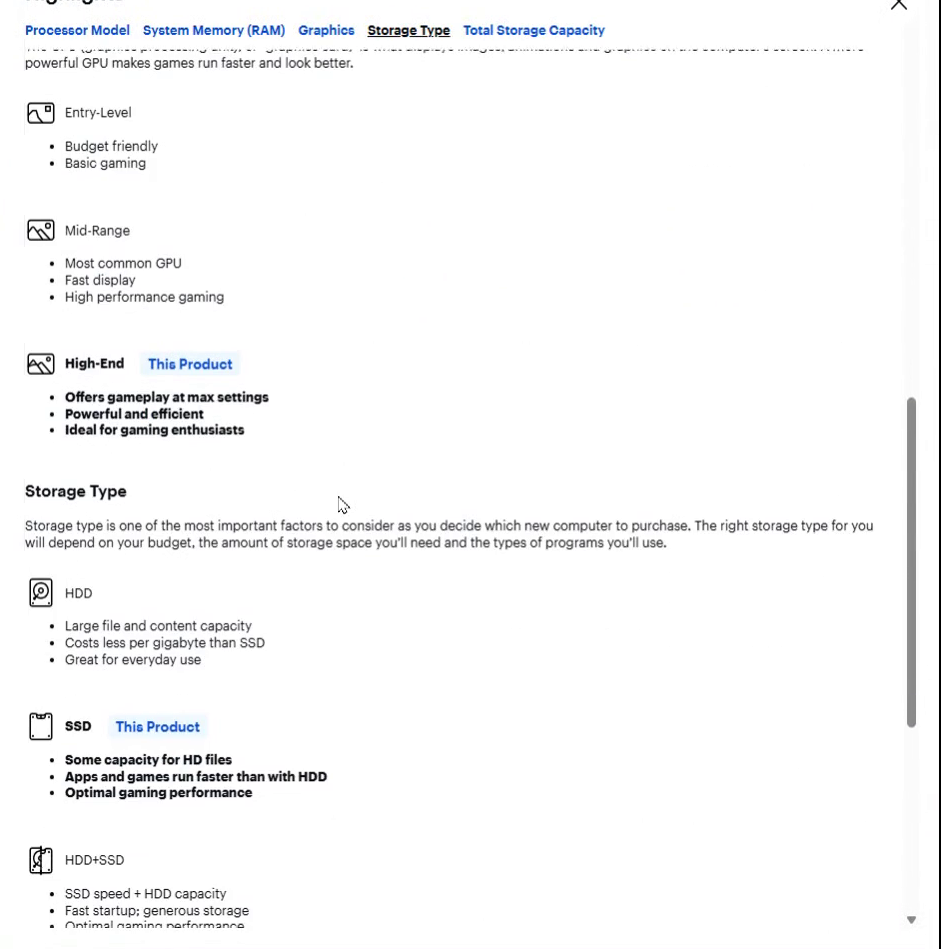 Processor Model System Memory (RAM) Graphics Storage Type Total Storage Capacity
powerful GPU makes games run faster and look better.
Entry-Level
• Budget friendly
• Basic gaming
Mid-Range
• Most common GPU
• Fast display
• High performance gaming
High-End This Product
• Offers gameplay at max settings
• Powerful and efficient
• Ideal for gaming enthusiasts
Storage Type
Storage type is one of the most important factors to consider as you decide which new computer to purchase. The right storage type for you
will depend on your budget, the amount of storage space you'll need and the types of programs you'll use.
HDD
• Large file and content capacity
• Costs less per gigabyte than SSD
• Great for everyday use
SSD This Product
• Some capacity for HD files
• Apps and games run faster than with HDD
• Optimal gaming performance
HDD+SSD
• SSD speed + HDD capacity
• Fast startup; generous storage
• Optimal gaming performance